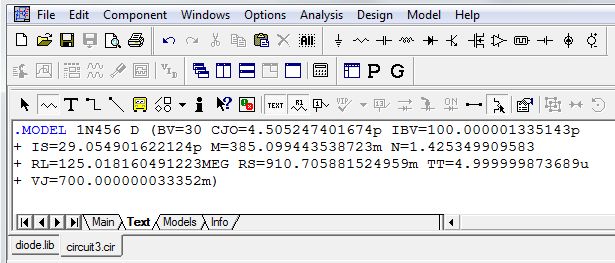 File Edit Component Windows Options Analysis Design Model Help
P G
TEXT R1
.MODEL 1N456 D (BV=30 CJO=4.505247401674p IBV=100.000001335143p
+ IS=29.054901622124p M=385.099443538723m N=1.425349909583
+ RL=125.018160491223MEG RS=910.705881524959m TT=4.999999873689u
+ VJ=700.000000033352m)
Main Text Models Info
diode.lib circuit3.cir